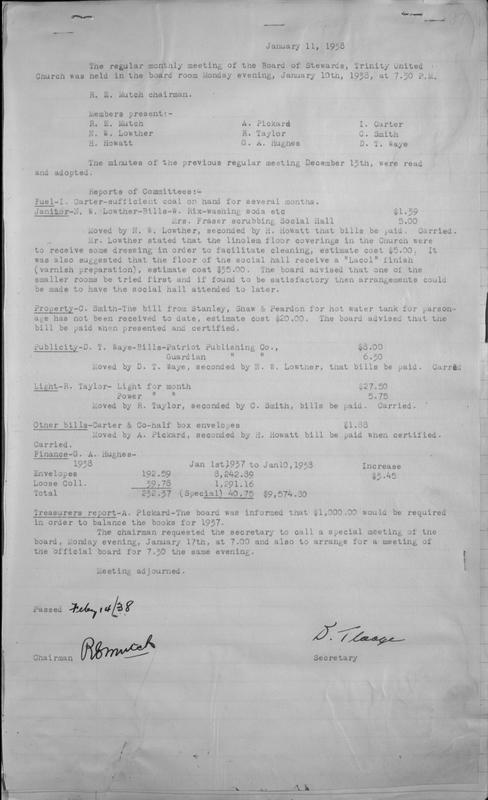 January 11, 1938
The regular monthly meeting of the Board of Stewards, Trinity United
Church was held in the board room Monday evening, January 10th, 1938, at 7.30 P.M.
R. E. Mutch chairman.
Members present:-
R. E. Mutch A. Pickard I. Carter
N. W. Lowther R. Taylor C. Smith
H. Howatt G. A. Hughes D. T. Waye
The minutes of the previous regular meeting December 13th, were read
and adopted.
Reports of Committees:-
Fuel-I. Carter-sufficient coal on hand for several months.
Janitor-N. W. Lowther-Bills-W. Hix-washing soda etc $1.39
Mrs. Fraser scrubbing Social Hall 5.00
Moved by N. W. Lowther, seconded by H. Howatt that bills be paid. Carried.
Mr. Lowther stated that the linolem floor coverings in the Church were
to receive some dressing in order to facilitate cleaning, estimate cost $5.00. It
was also suggested that the floor of the social hall receive a "Lacol" finish
(varnish preparation), estimate cost $35.00. The board advised that one of the
smaller rooms be tried first and if found to be satisfactory then arrangements could
be made to have the social hall attended to later.
Property-C. Smith-The bill from Stanley, Shaw & Peardon for hot water tank for parson-
age has not been received to date, estimate cost $20.00. The board advised that the
bill be paid when presented and certified.
Publicity-D. T. Waye-Bills-Patriot Publishing Co., $8.00
Guardian " " 6.50
Moved by D. T. Waye, seconded by N. W. Lowther, that bills be paid. Carred
Light-R. Taylor- Light for month $27.50
Power " " 5.75
Moved by R. Taylor, seconded by C. Smith, bills be paid. Carried.
Other bills-Carter & Co-half box envelopes $1.88
Moved by A. Pickard, seconded by H. Howatt bill be paid when certified.
Carried.
Finance-G. A. Hughes-
1938 Jan 1st,1937 to Jan10,1938 Increase
Envelopes 192.59 8,242.89 $5.45
Loose Coll. 39.78 1,291.16
Total 232.37 (Special) 40.75 $9,574.80
Treasurers report-A. Pickard-The board was informed that $1,000.00 would be required
in order to balance the books for 1937.
The chairman requested the secretary to call a special meeting of the
board, Monday evening, January 17th, at 7.00 and also to arrange for a meeting of
the official board for 7.30 the same evening.
Meeting adjourned.
Passed Feby 14/38
R E Mutch D. T Waye
Chairman Secretary